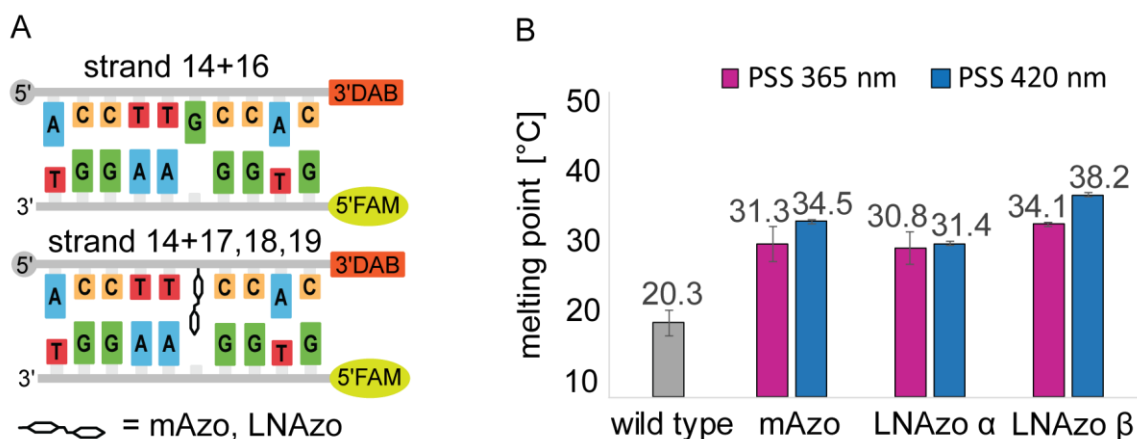 A
strand 14+16
5' 3'DAB
A C C T T G C C A C
T G G A A G G T G
3' 5'FAM
strand 14+17,18,19
5' 3'DAB
A C C T T C C A C
T G G A A G G T G
3' 5'FAM
= mAzo, LNAzo
B
PSS 365 nm PSS 420 nm
melting point [°C]
50
40
30
20
10
20.3
31.3 34.5
30.8 31.4
34.1 38.2
wild type mAzo LNAzo α LNAzo β